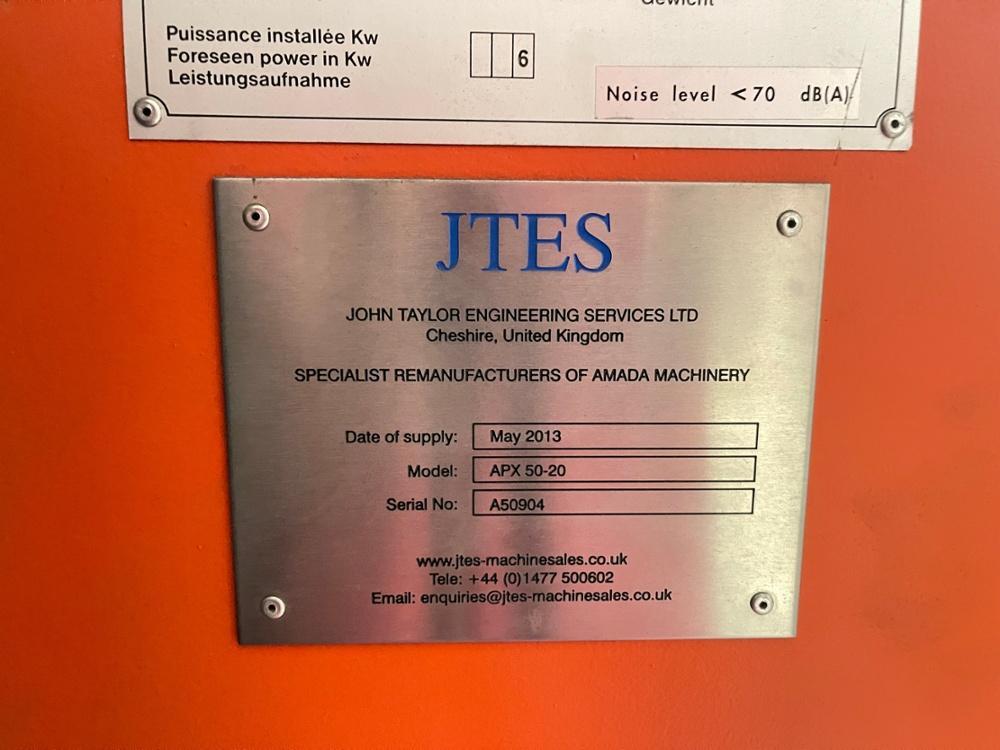 Gewicht
Puissance installée Kw
Foreseen power in Kw
Leistungsaufnahme
6
Noise level <70 dB(A)
JTES
JOHN TAYLOR ENGINEERING SERVICES LTD
Cheshire, United Kingdom
SPECIALIST REMANUFACTURERS OF AMADA MACHINERY
Date of supply: May 2013
Model: APX 50-20
Serial No: A50904
www.jtes-machinesales.co.uk
Tele: +44 (0)1477 500602
Email: enquiries@jtes-machinesales.co.uk